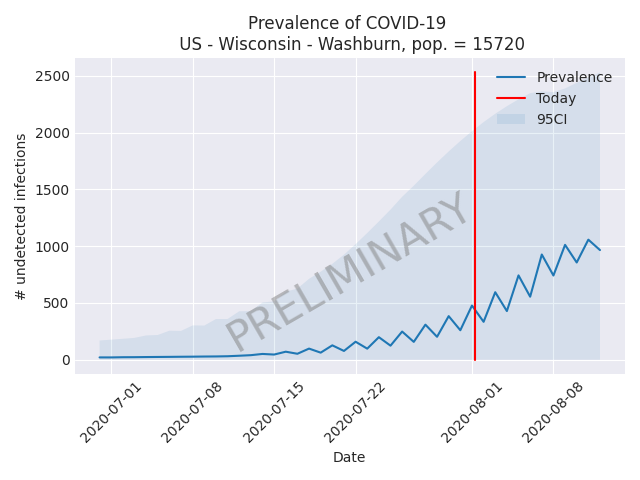 Prevalence of COVID-19
US - Wisconsin - Washburn, pop. = 15720
2500
2000
1500
1000
500
0
# undetected infections
Prevalence
Today
95CI
PRELIMINARY
2020-07-01
2020-07-08
2020-07-15
2020-07-22
2020-08-01
2020-08-08
Date